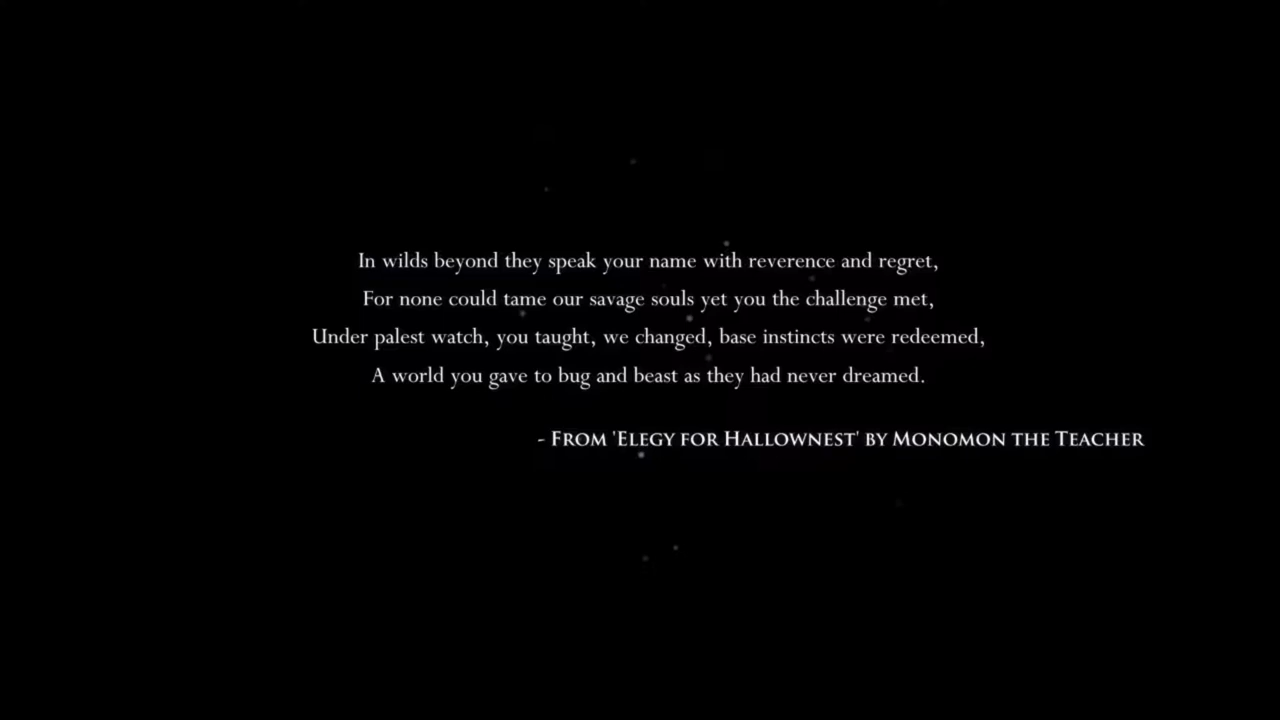 In wilds beyond they speak your name with reverence and regret,
For none could tame our savage souls yet you the challenge met,
Under palest watch, you taught, we changed, base instincts were redeemed,
A world you gave to bug and beast as they had never dreamed.
- From 'Elegy for Hallownest' by Monomon the Teacher